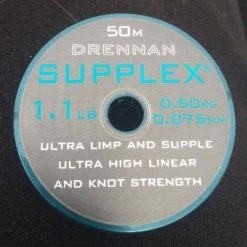 50M
DRENNAN
SUPPLEX®
1.1LB
0.50KG
0.075MM
ULTRA LIMP AND SUPPLE
ULTRA HIGH LINEAR
AND KNOT STRENGTH